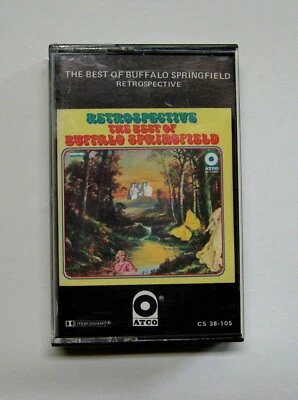 THE BEST OF BUFFALO SPRINGFIELD
RETROSPECTIVE
RETROSPECTIVE
THE BEST OF
BUFFALO SPRINGFIELD
ATCO
ATCO
®
CS 38-105